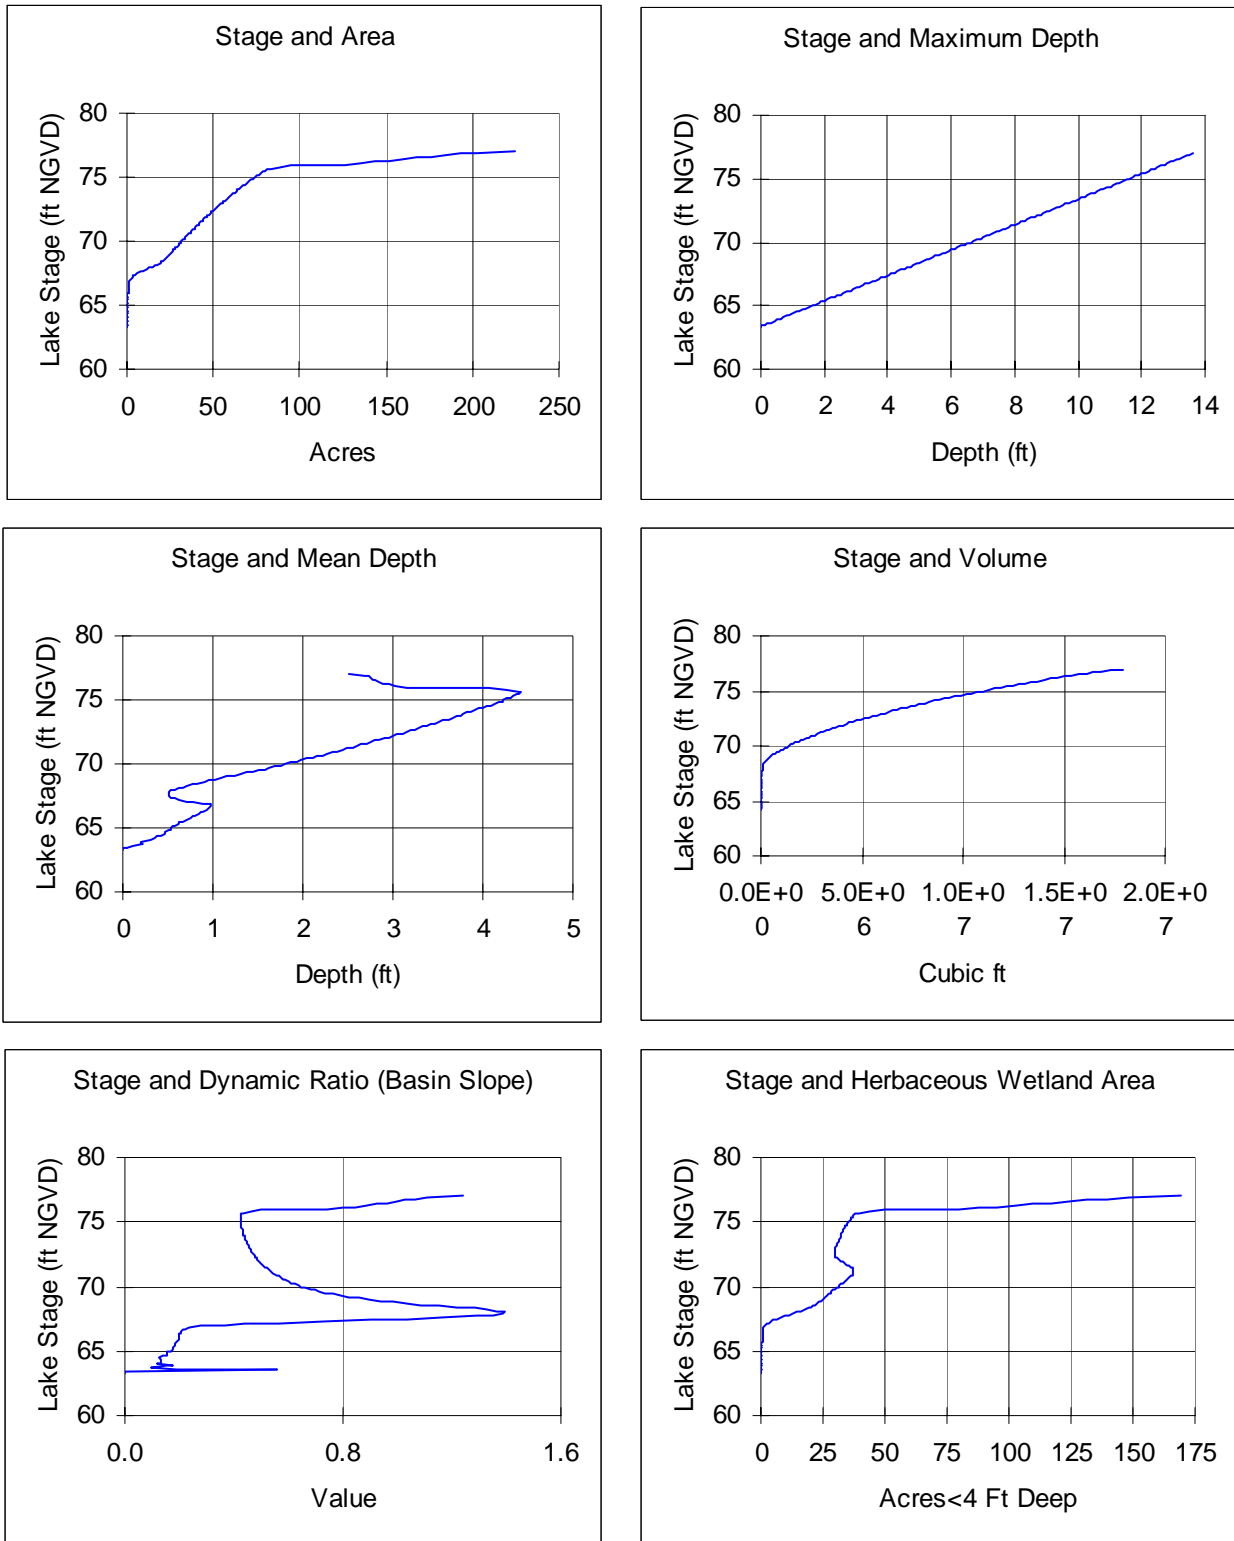 Stage and Area
Lake Stage (ft NGVD)
80
75
70
65
60
0 50 100 150 200 250
Acres
Stage and Maximum Depth
Lake Stage (ft NGVD)
80
75
70
65
60
0 2 4 6 8 10 12 14
Depth (ft)
Stage and Mean Depth
Lake Stage (ft NGVD)
80
75
70
65
60
0 1 2 3 4 5
Depth (ft)
Stage and Volume
Lake Stage (ft NGVD)
80
75
70
65
60
0.0E+0 5.0E+0 1.0E+0 1.5E+0 2.0E+0
0 6 7 7 7
Cubic ft
Stage and Dynamic Ratio (Basin Slope)
Lake Stage (ft NGVD)
80
75
70
65
60
0.0 0.8 1.6
Value
Stage and Herbaceous Wetland Area
Lake Stage (ft NGVD)
80
75
70
65
60
0 25 50 75 100 125 150 175
Acres<4 Ft Deep